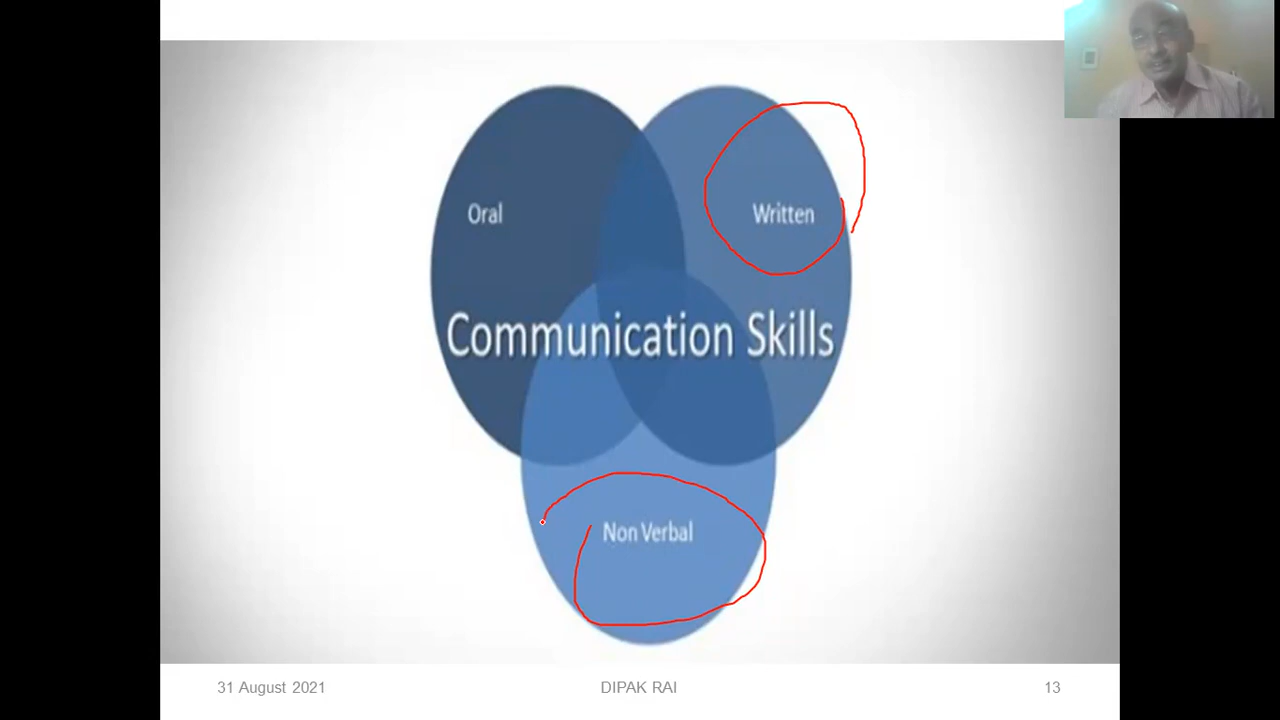 Oral
Written
Communication Skills
Non Verbal
31 August 2021
DIPAK RAI
13